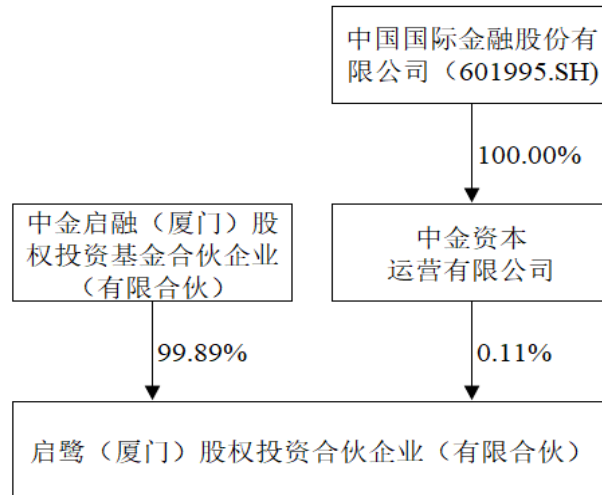 中国国际金融股份有
限公司（601995.SH)
100.00%
中金启融（厦门）股
权投资基金合伙企业
（有限合伙）
中金资本
运营有限公司
99.89%
0.11%
启鹭（厦门）股权投资合伙企业（有限合伙）